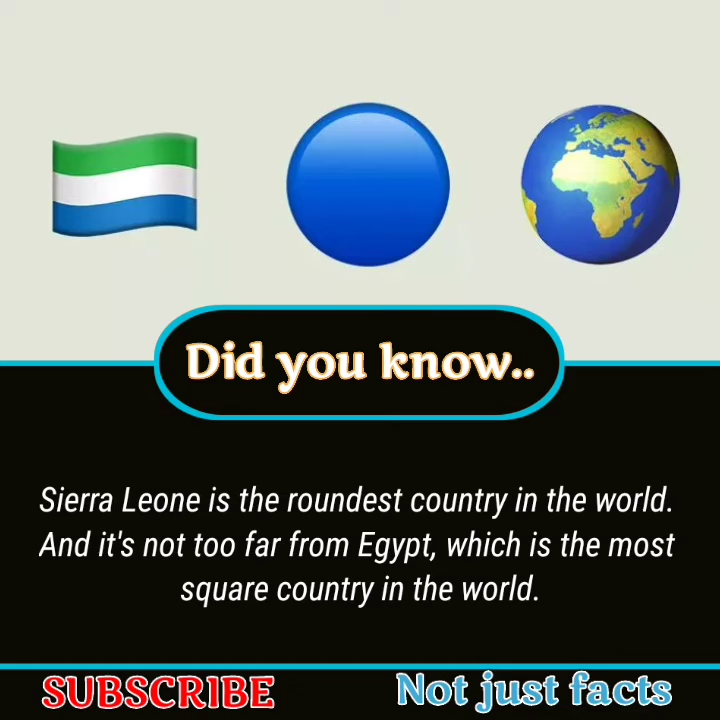 Did you know..
Sierra Leone is the roundest country in the world.
And it's not too far from Egypt, which is the most
square country in the world.
SUBSCRIBE
Not just facts